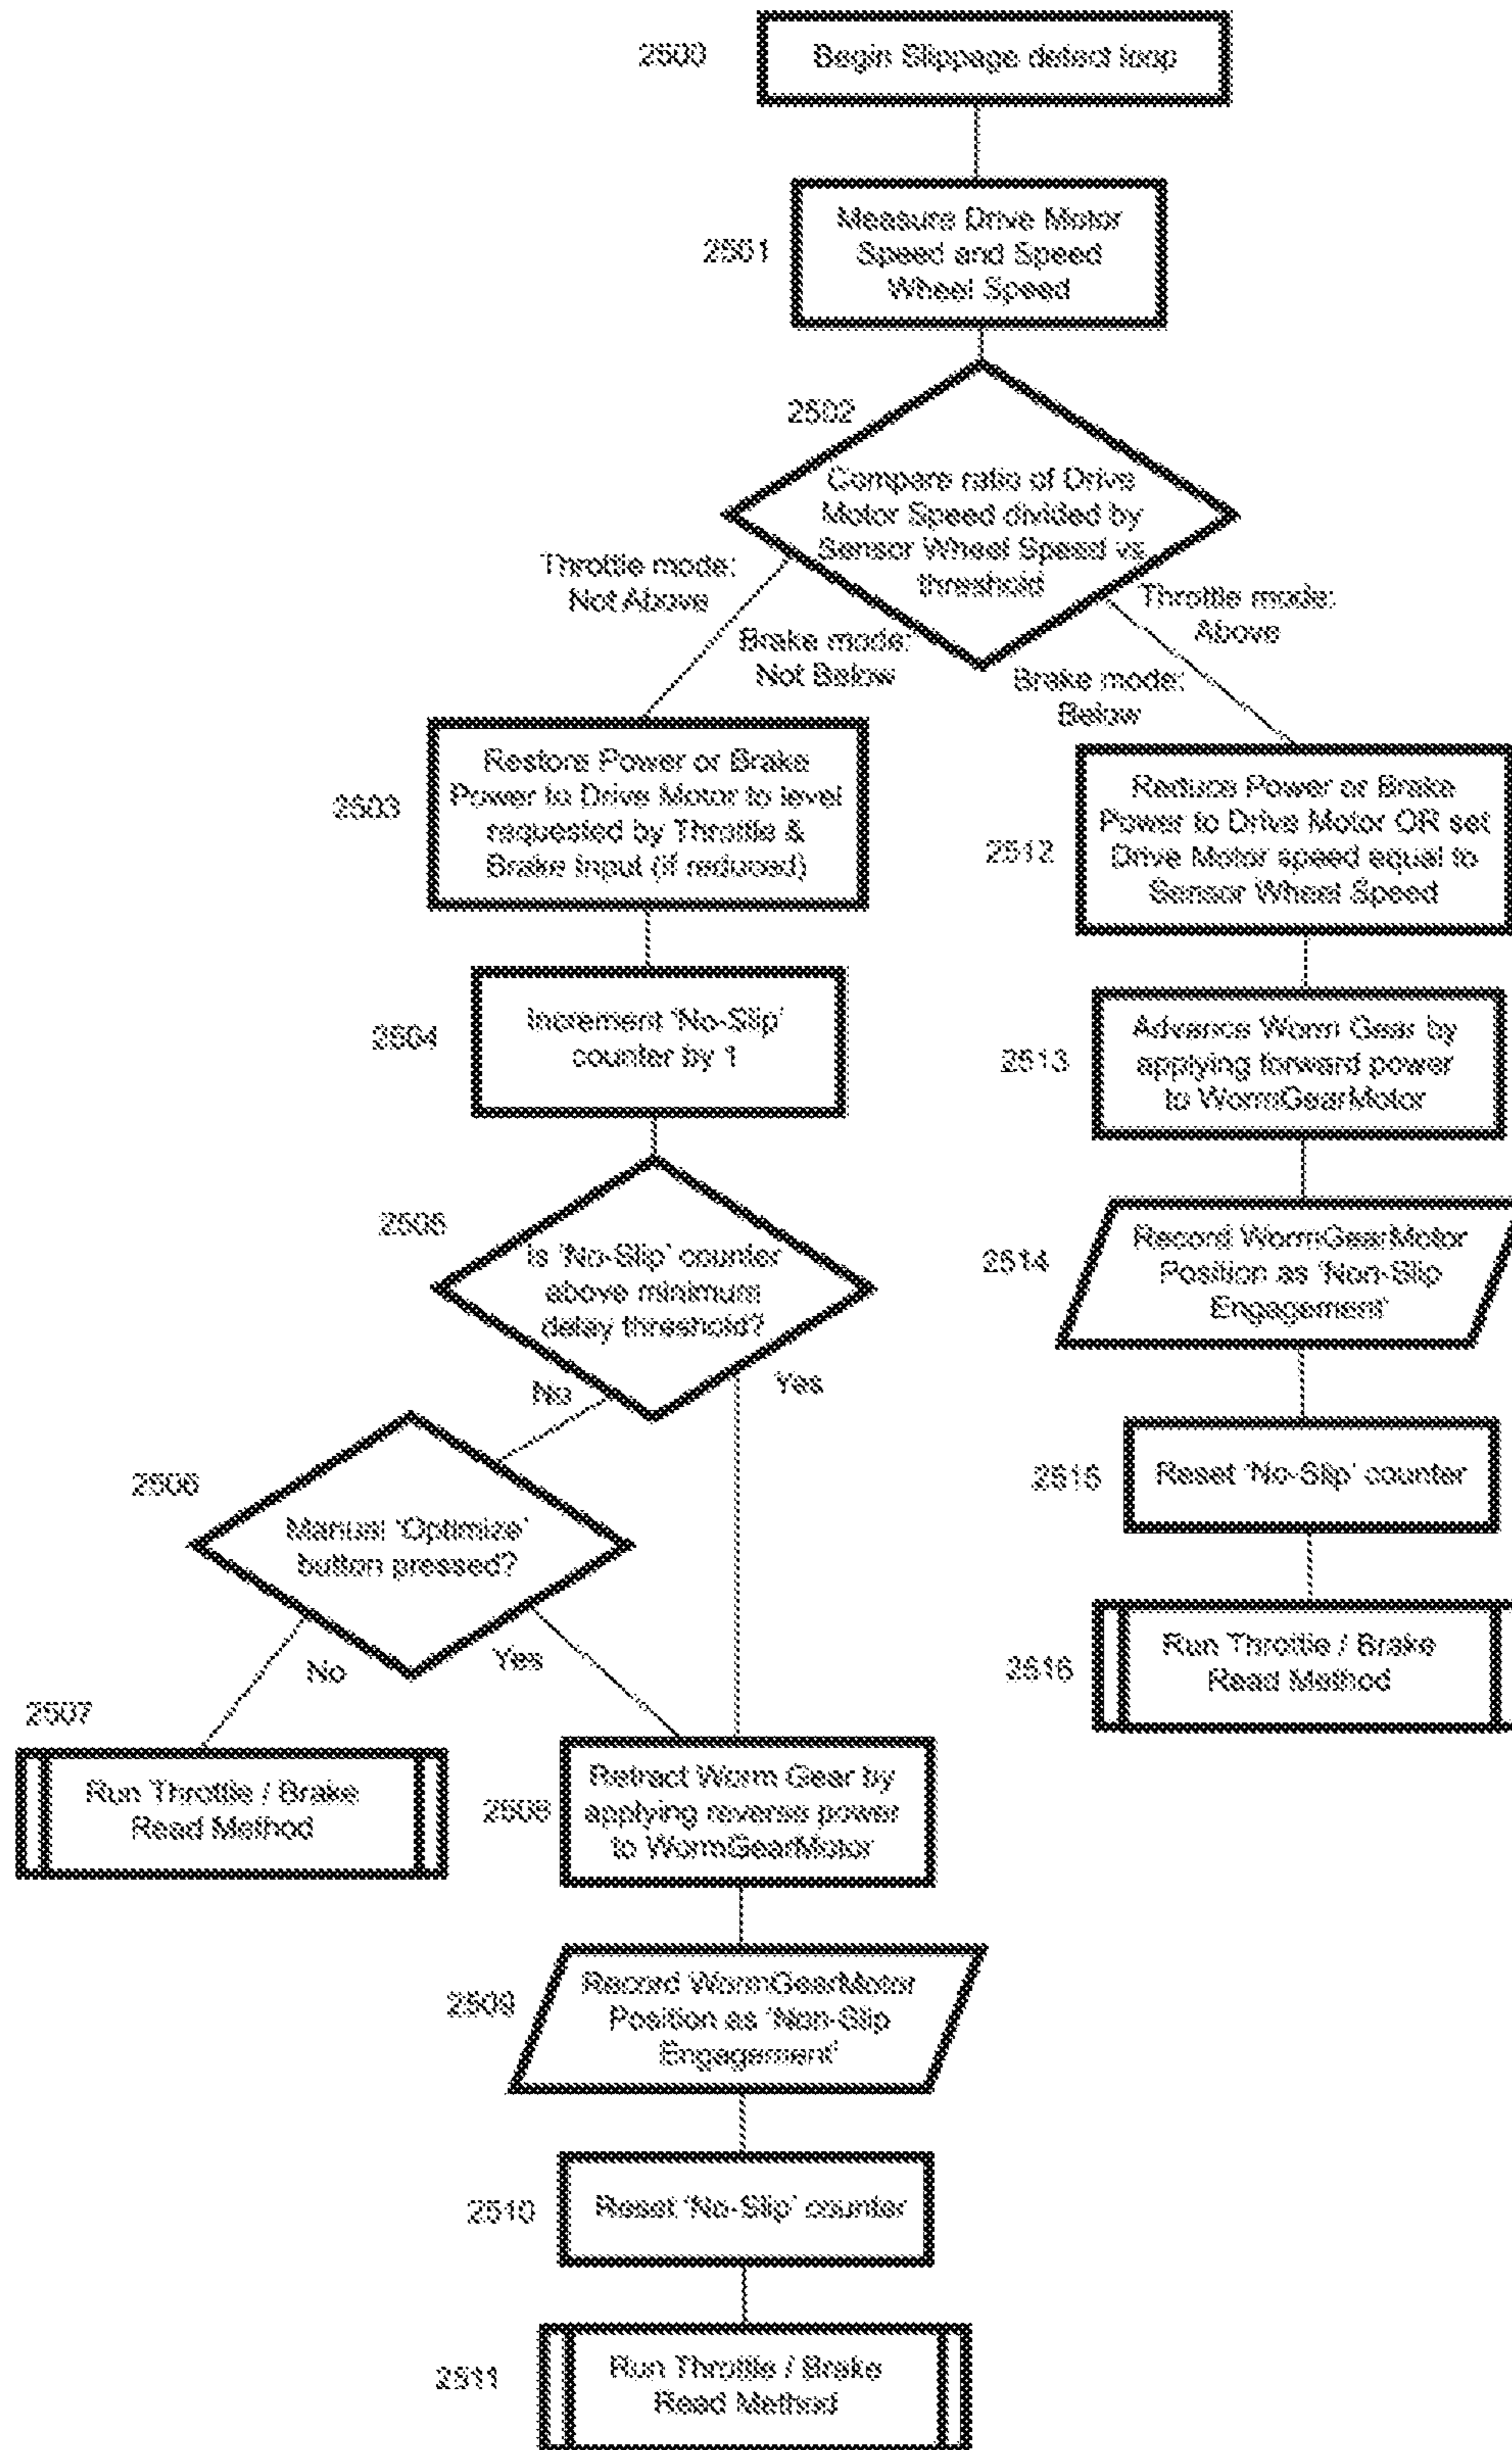 2500
Begin Slippage detect loop
2501
Measure Drive Motor
Speed and Speed
Wheel Speed
2502
Compare ratio of Drive
Motor Speed divided by
Sensor Wheel Speed vs
threshold
Throttle mode:
Not Above
Brake mode:
Not Below
Throttle mode:
Above
Brake mode:
Below
2503
Restore Power or Brake
Power to Drive Motor to level
requested by Throttle &
Brake Input (if reduced)
2504
Increment 'No-Slip'
counter by 1
2505
Is 'No-Slip' counter
above minimum
delay threshold?
No
Yes
2506
Manual 'Optimize'
button pressed?
No
Yes
2507
Run Throttle / Brake
Read Method
2508
Retract Worm Gear by
applying reverse power
to WormGearMotor
2509
Record WormGearMotor
Position as 'Non-Slip
Engagement'
2510
Reset 'No-Slip' counter
2511
Run Throttle / Brake
Read Method
2512
Reduce Power or Brake
Power to Drive Motor OR set
Drive Motor speed equal to
Sensor Wheel Speed
2513
Advance Worm Gear by
applying forward power
to WormGearMotor
2514
Record WormGearMotor
Position as 'Non-Slip
Engagement'
2515
Reset 'No-Slip' counter
2516
Run Throttle / Brake
Read Method